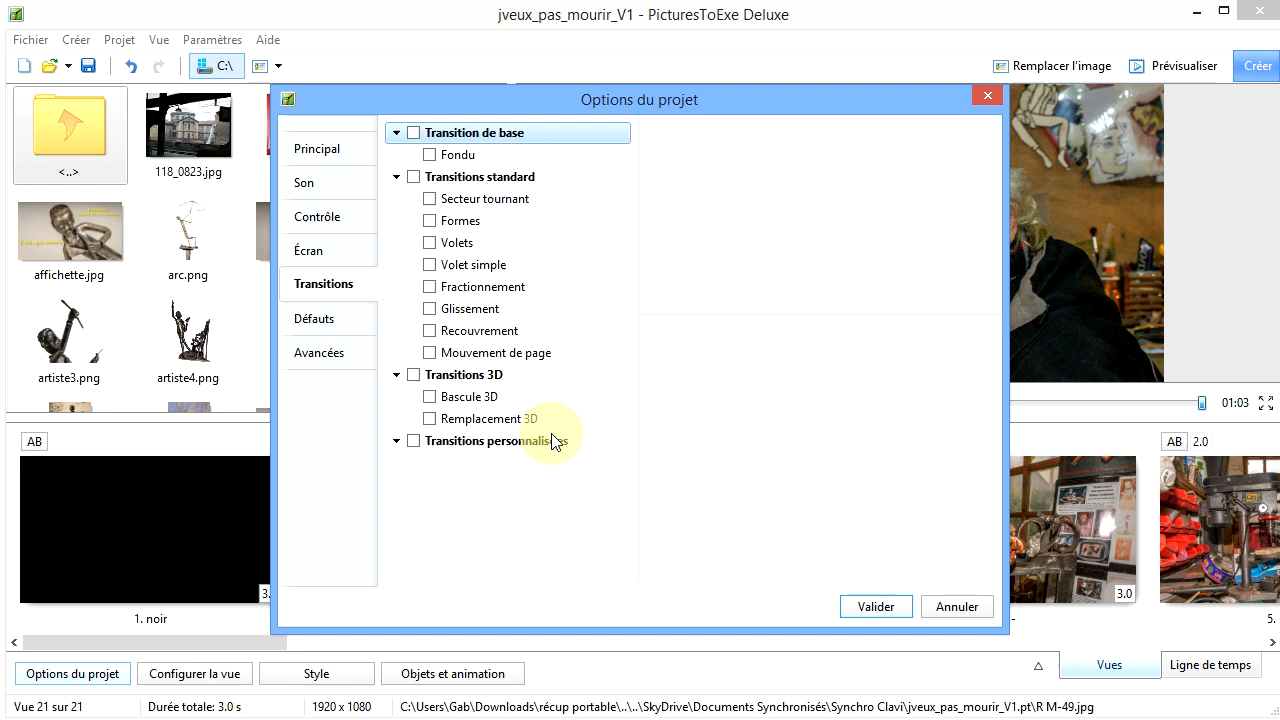 jveux_pas_mourir_V1 - PicturesToExe Deluxe
Fichier Créer Projet Vue Paramètres Aide
C:\
Remplacer l'image
Prévisualiser
Créer
Options du projet
<..>
118_0823.jpg
affichette.jpg
arc.png
artiste3.png
artiste4.png
Principal
Son
Contrôle
Écran
Transitions
Défauts
Avancées
Transition de base
Fondu
Transitions standard
Secteur tournant
Formes
Volets
Volet simple
Fractionnement
Glissement
Recouvrement
Mouvement de page
Transitions 3D
Bascule 3D
Remplacement 3D
Transitions personnalisées
Valider
Annuler
01:03
AB
3.
1. noir
AB 2.0
3.0
5.
Options du projet
Configurer la vue
Style
Objets et animation
Vues
Ligne de temps
Vue 21 sur 21
Durée totale: 3.0 s
1920 x 1080
C:\Users\Gab\Downloads\récup portable\..\..\SkyDrive\Documents Synchronisés\Synchro Clavi\jveux_pas_mourir_V1.pt\R M-49.jpg